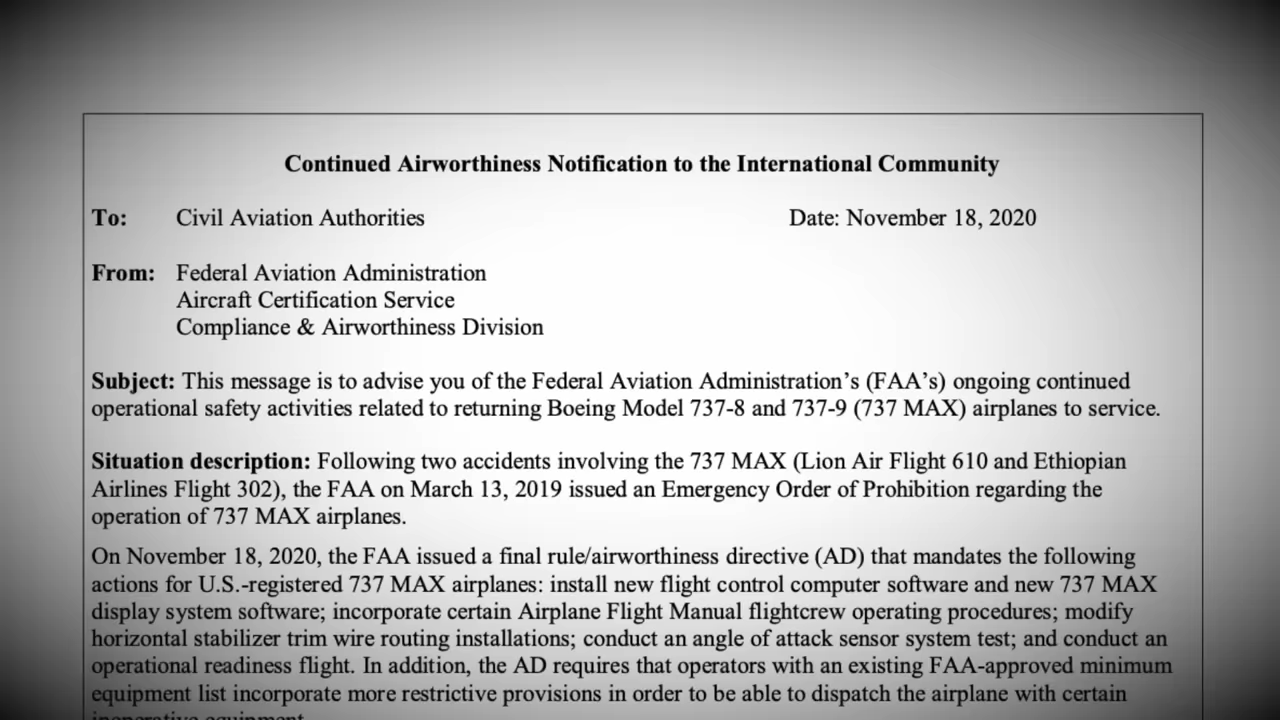 Continued Airworthiness Notification to the International Community
To: Civil Aviation Authorities Date: November 18, 2020
From: Federal Aviation Administration
Aircraft Certification Service
Compliance & Airworthiness Division
Subject: This message is to advise you of the Federal Aviation Administration’s (FAA’s) ongoing continued
operational safety activities related to returning Boeing Model 737-8 and 737-9 (737 MAX) airplanes to service.
Situation description: Following two accidents involving the 737 MAX (Lion Air Flight 610 and Ethiopian
Airlines Flight 302), the FAA on March 13, 2019 issued an Emergency Order of Prohibition regarding the
operation of 737 MAX airplanes.
On November 18, 2020, the FAA issued a final rule/airworthiness directive (AD) that mandates the following
actions for U.S.-registered 737 MAX airplanes: install new flight control computer software and new 737 MAX
display system software; incorporate certain Airplane Flight Manual flightcrew operating procedures; modify
horizontal stabilizer trim wire routing installations; conduct an angle of attack sensor system test; and conduct an
operational readiness flight. In addition, the AD requires that operators with an existing FAA-approved minimum
equipment list incorporate more restrictive provisions in order to be able to dispatch the airplane with certain